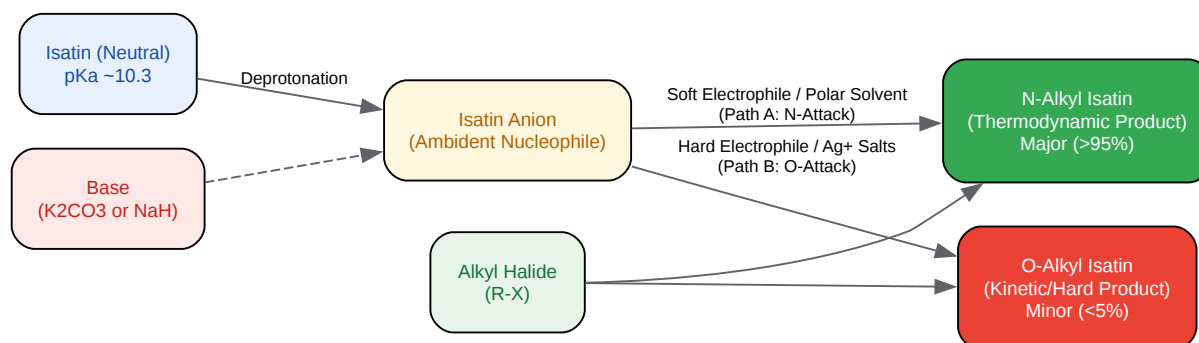 Isatin (Neutral)
pKa ~10.3
Deprotonation
Base
(K2CO3 or NaH)
Isatin Anion
(Ambident Nucleophile)
Soft Electrophile / Polar Solvent
(Path A: N-Attack)
Hard Electrophile / Ag+ Salts
(Path B: O-Attack)
Alkyl Halide
(R-X)
N-Alkyl Isatin
(Thermodynamic Product)
Major (>95%)
O-Alkyl Isatin
(Kinetic/Hard Product)
Minor (<5%)